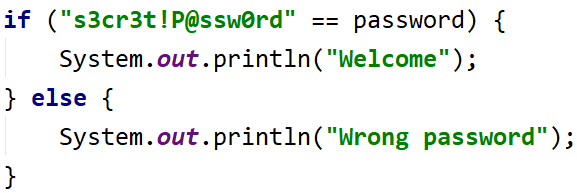 if ("s3cr3t!P@ssw0rd" == password) {
    System.out.println("Welcome");
} else {
    System.out.println("Wrong password");
}